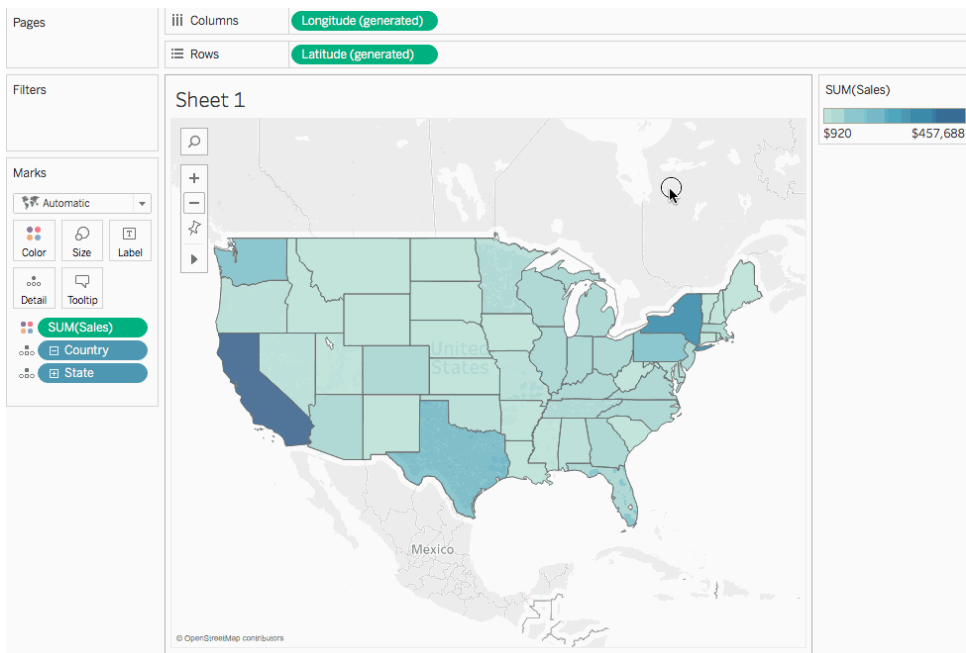 Pages
Columns
Longitude (generated)
Rows
Latitude (generated)
Filters
Marks
Automatic
Color
Size
Label
Detail
Tooltip
SUM(Sales)
Country
State
Sheet 1
United
States
Mexico
© OpenStreetMap contributors
SUM(Sales)
$920
$457,688